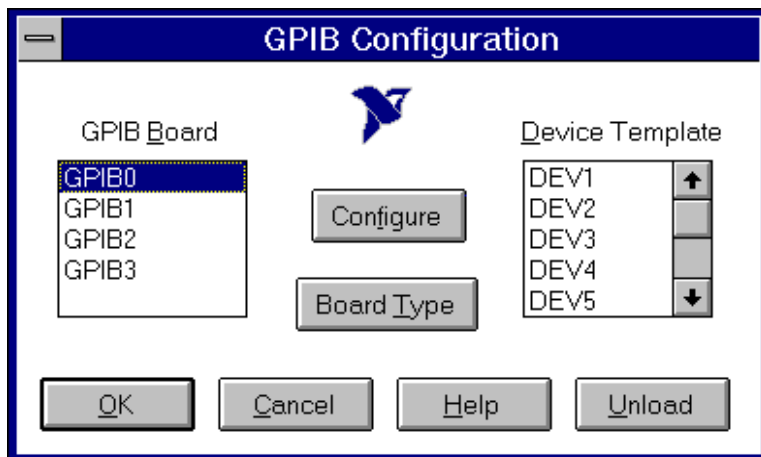 GPIB Configuration
GPIB Board
Device Template
GPIB0
GPIB1
GPIB2
GPIB3
DEV1
DEV2
DEV3
DEV4
DEV5
Configure
Board Type
OK
Cancel
Help
Unload